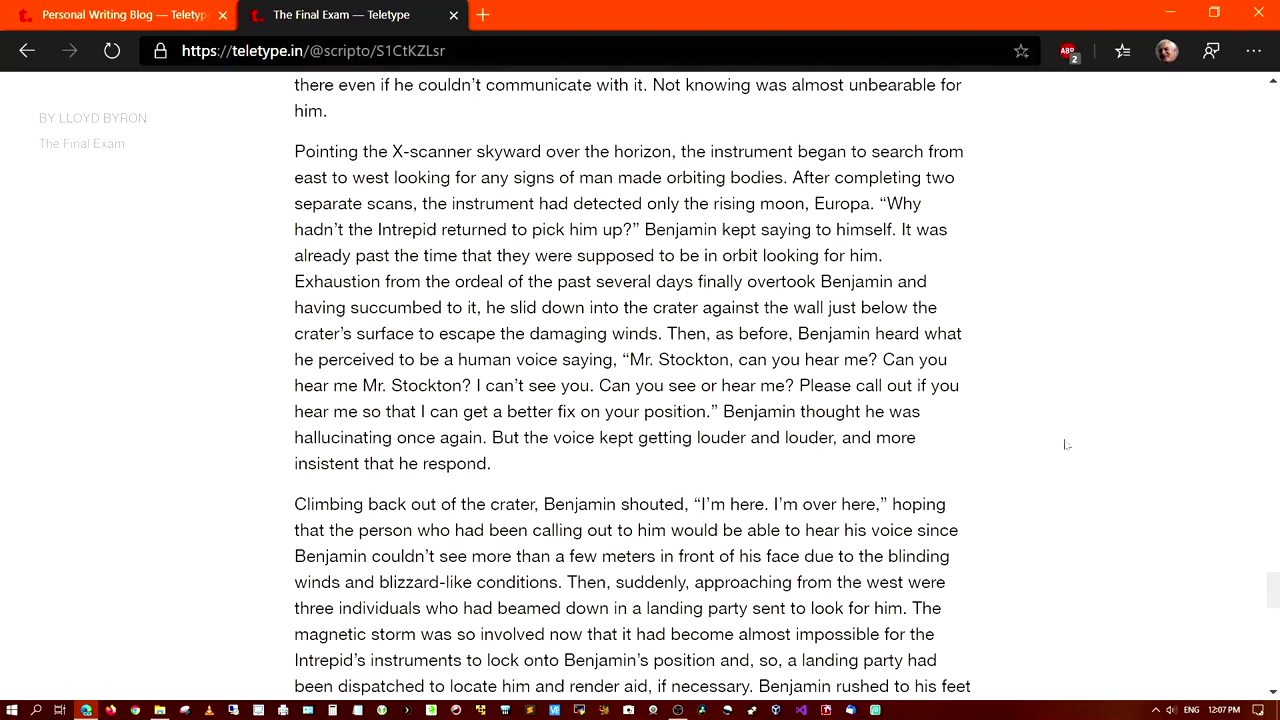 Personal Writing Blog — Teletyp
The Final Exam — Teletype
https://teletype.in/@scripto/S1CtKZLsr
ABP
2
BY LLOYD BYRON
The Final Exam
there even if he couldn’t communicate with it. Not knowing was almost unbearable for
him.
Pointing the X-scanner skyward over the horizon, the instrument began to search from
east to west looking for any signs of man made orbiting bodies. After completing two
separate scans, the instrument had detected only the rising moon, Europa. “Why
hadn’t the Intrepid returned to pick him up?” Benjamin kept saying to himself. It was
already past the time that they were supposed to be in orbit looking for him.
Exhaustion from the ordeal of the past several days finally overtook Benjamin and
having succumbed to it, he slid down into the crater against the wall just below the
crater’s surface to escape the damaging winds. Then, as before, Benjamin heard what
he perceived to be a human voice saying, “Mr. Stockton, can you hear me? Can you
hear me Mr. Stockton? I can’t see you. Can you see or hear me? Please call out if you
hear me so that I can get a better fix on your position.” Benjamin thought he was
hallucinating once again. But the voice kept getting louder and louder, and more
insistent that he respond.
Climbing back out of the crater, Benjamin shouted, “I’m here. I’m over here,” hoping
that the person who had been calling out to him would be able to hear his voice since
Benjamin couldn’t see more than a few meters in front of his face due to the blinding
winds and blizzard-like conditions. Then, suddenly, approaching from the west were
three individuals who had beamed down in a landing party sent to look for him. The
magnetic storm was so involved now that it had become almost impossible for the
Intrepid’s instruments to lock onto Benjamin’s position and, so, a landing party had
been dispatched to locate him and render aid, if necessary. Benjamin rushed to his feet
ENG
12:07 PM